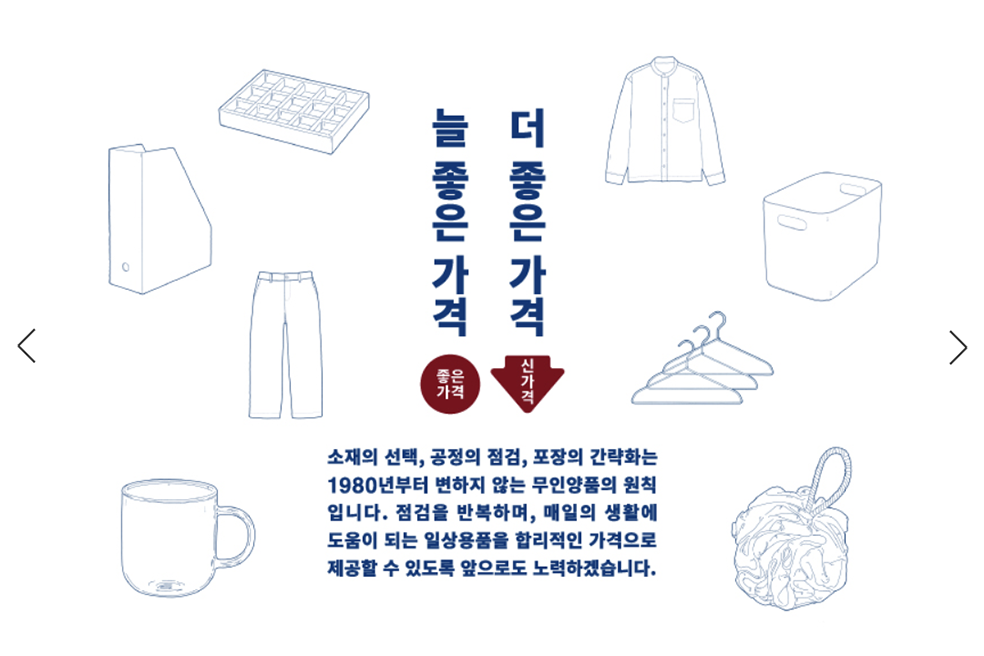 더 좋은 가격
늘 좋은 가격
신가격
좋은
가격
소재의 선택, 공정의 점검, 포장의 간략화는
1980년부터 변하지 않는 무인양품의 원칙
입니다. 점검을 반복하며, 매일의 생활에
도움이 되는 일상용품을 합리적인 가격으로
제공할 수 있도록 앞으로도 노력하겠습니다.